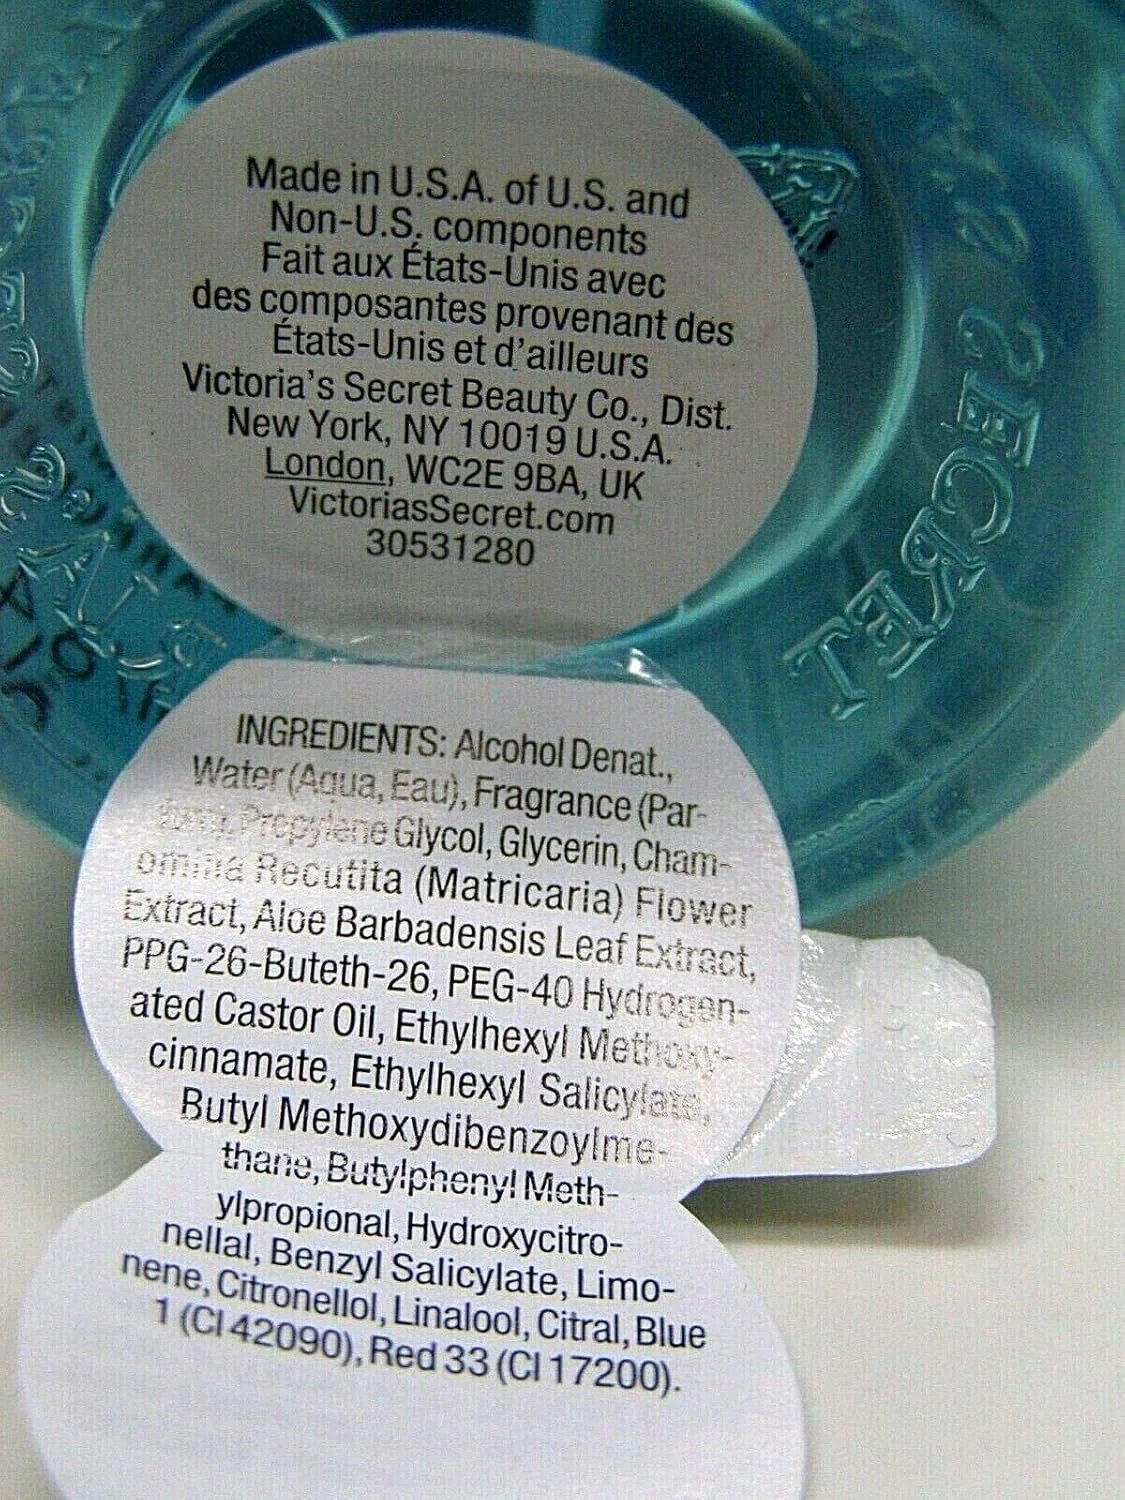 Made in U.S.A. of U.S. and
Non-U.S. components
Fait aux États-Unis avec
des composantes provenant des
États-Unis et d'ailleurs
Victoria's Secret Beauty Co., Dist.
New York, NY 10019 U.S.A.
London, WC2E 9BA, UK
VictoriasSecret.com
30531280
SECRET
INGREDIENTS: Alcohol Denat.,
Water (Aqua, Eau), Fragrance (Par-
fum), Propylene Glycol, Glycerin, Cham-
omilla Recutita (Matricaria) Flower
Extract, Aloe Barbadensis Leaf Extract,
PPG-26-Buteth-26, PEG-40 Hydrogen-
ated Castor Oil, Ethylhexyl Methoxy-
cinnamate, Ethylhexyl Salicylate,
Butyl Methoxydibenzoylme-
thane, Butylphenyl Meth-
ylpropional, Hydroxycitro-
nellal, Benzyl Salicylate, Limo-
nene, Citronellol, Linalool, Citral, Blue
1 (CI 42090), Red 33 (CI 17200).